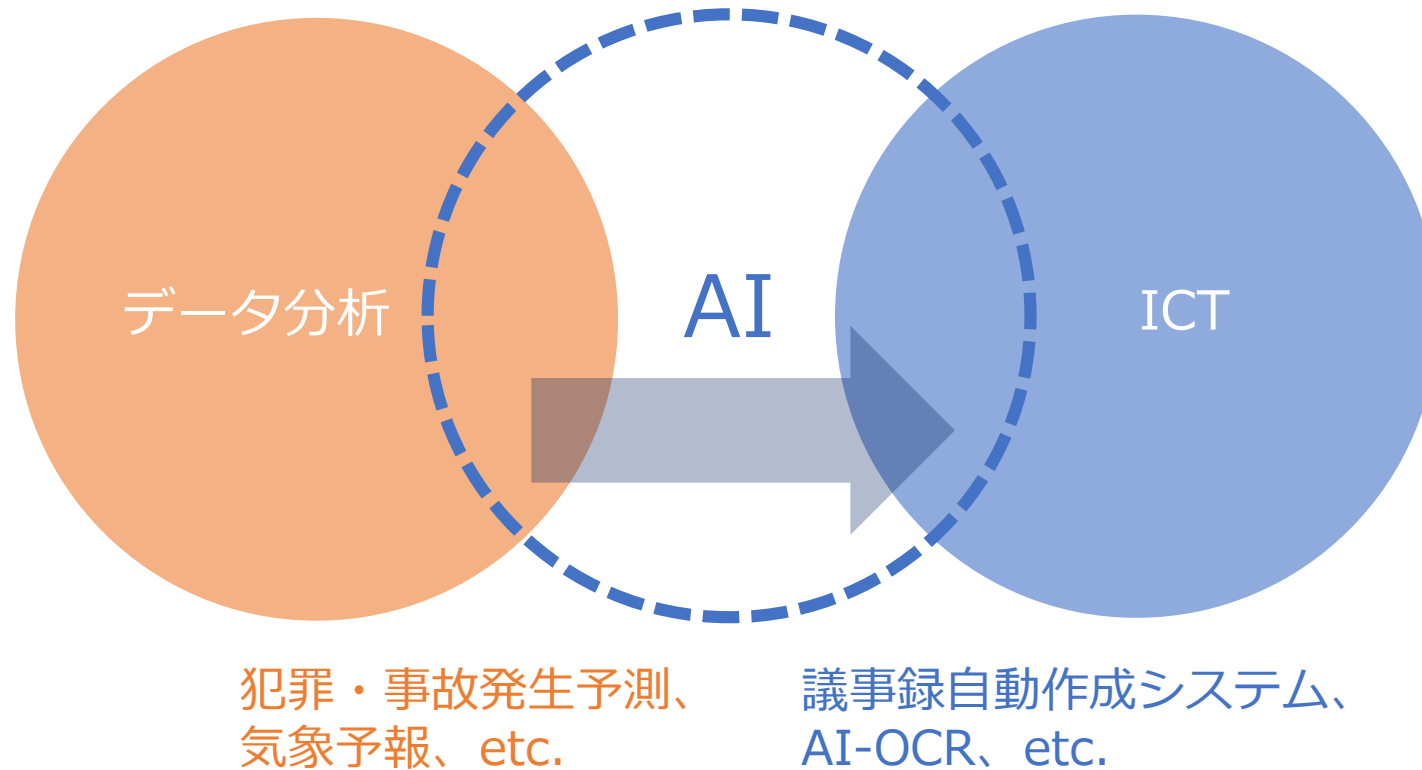 データ分析
AI
ICT
犯罪・事故発生予測、
気象予報、etc.
議事録自動作成システム、
AI-OCR、etc.